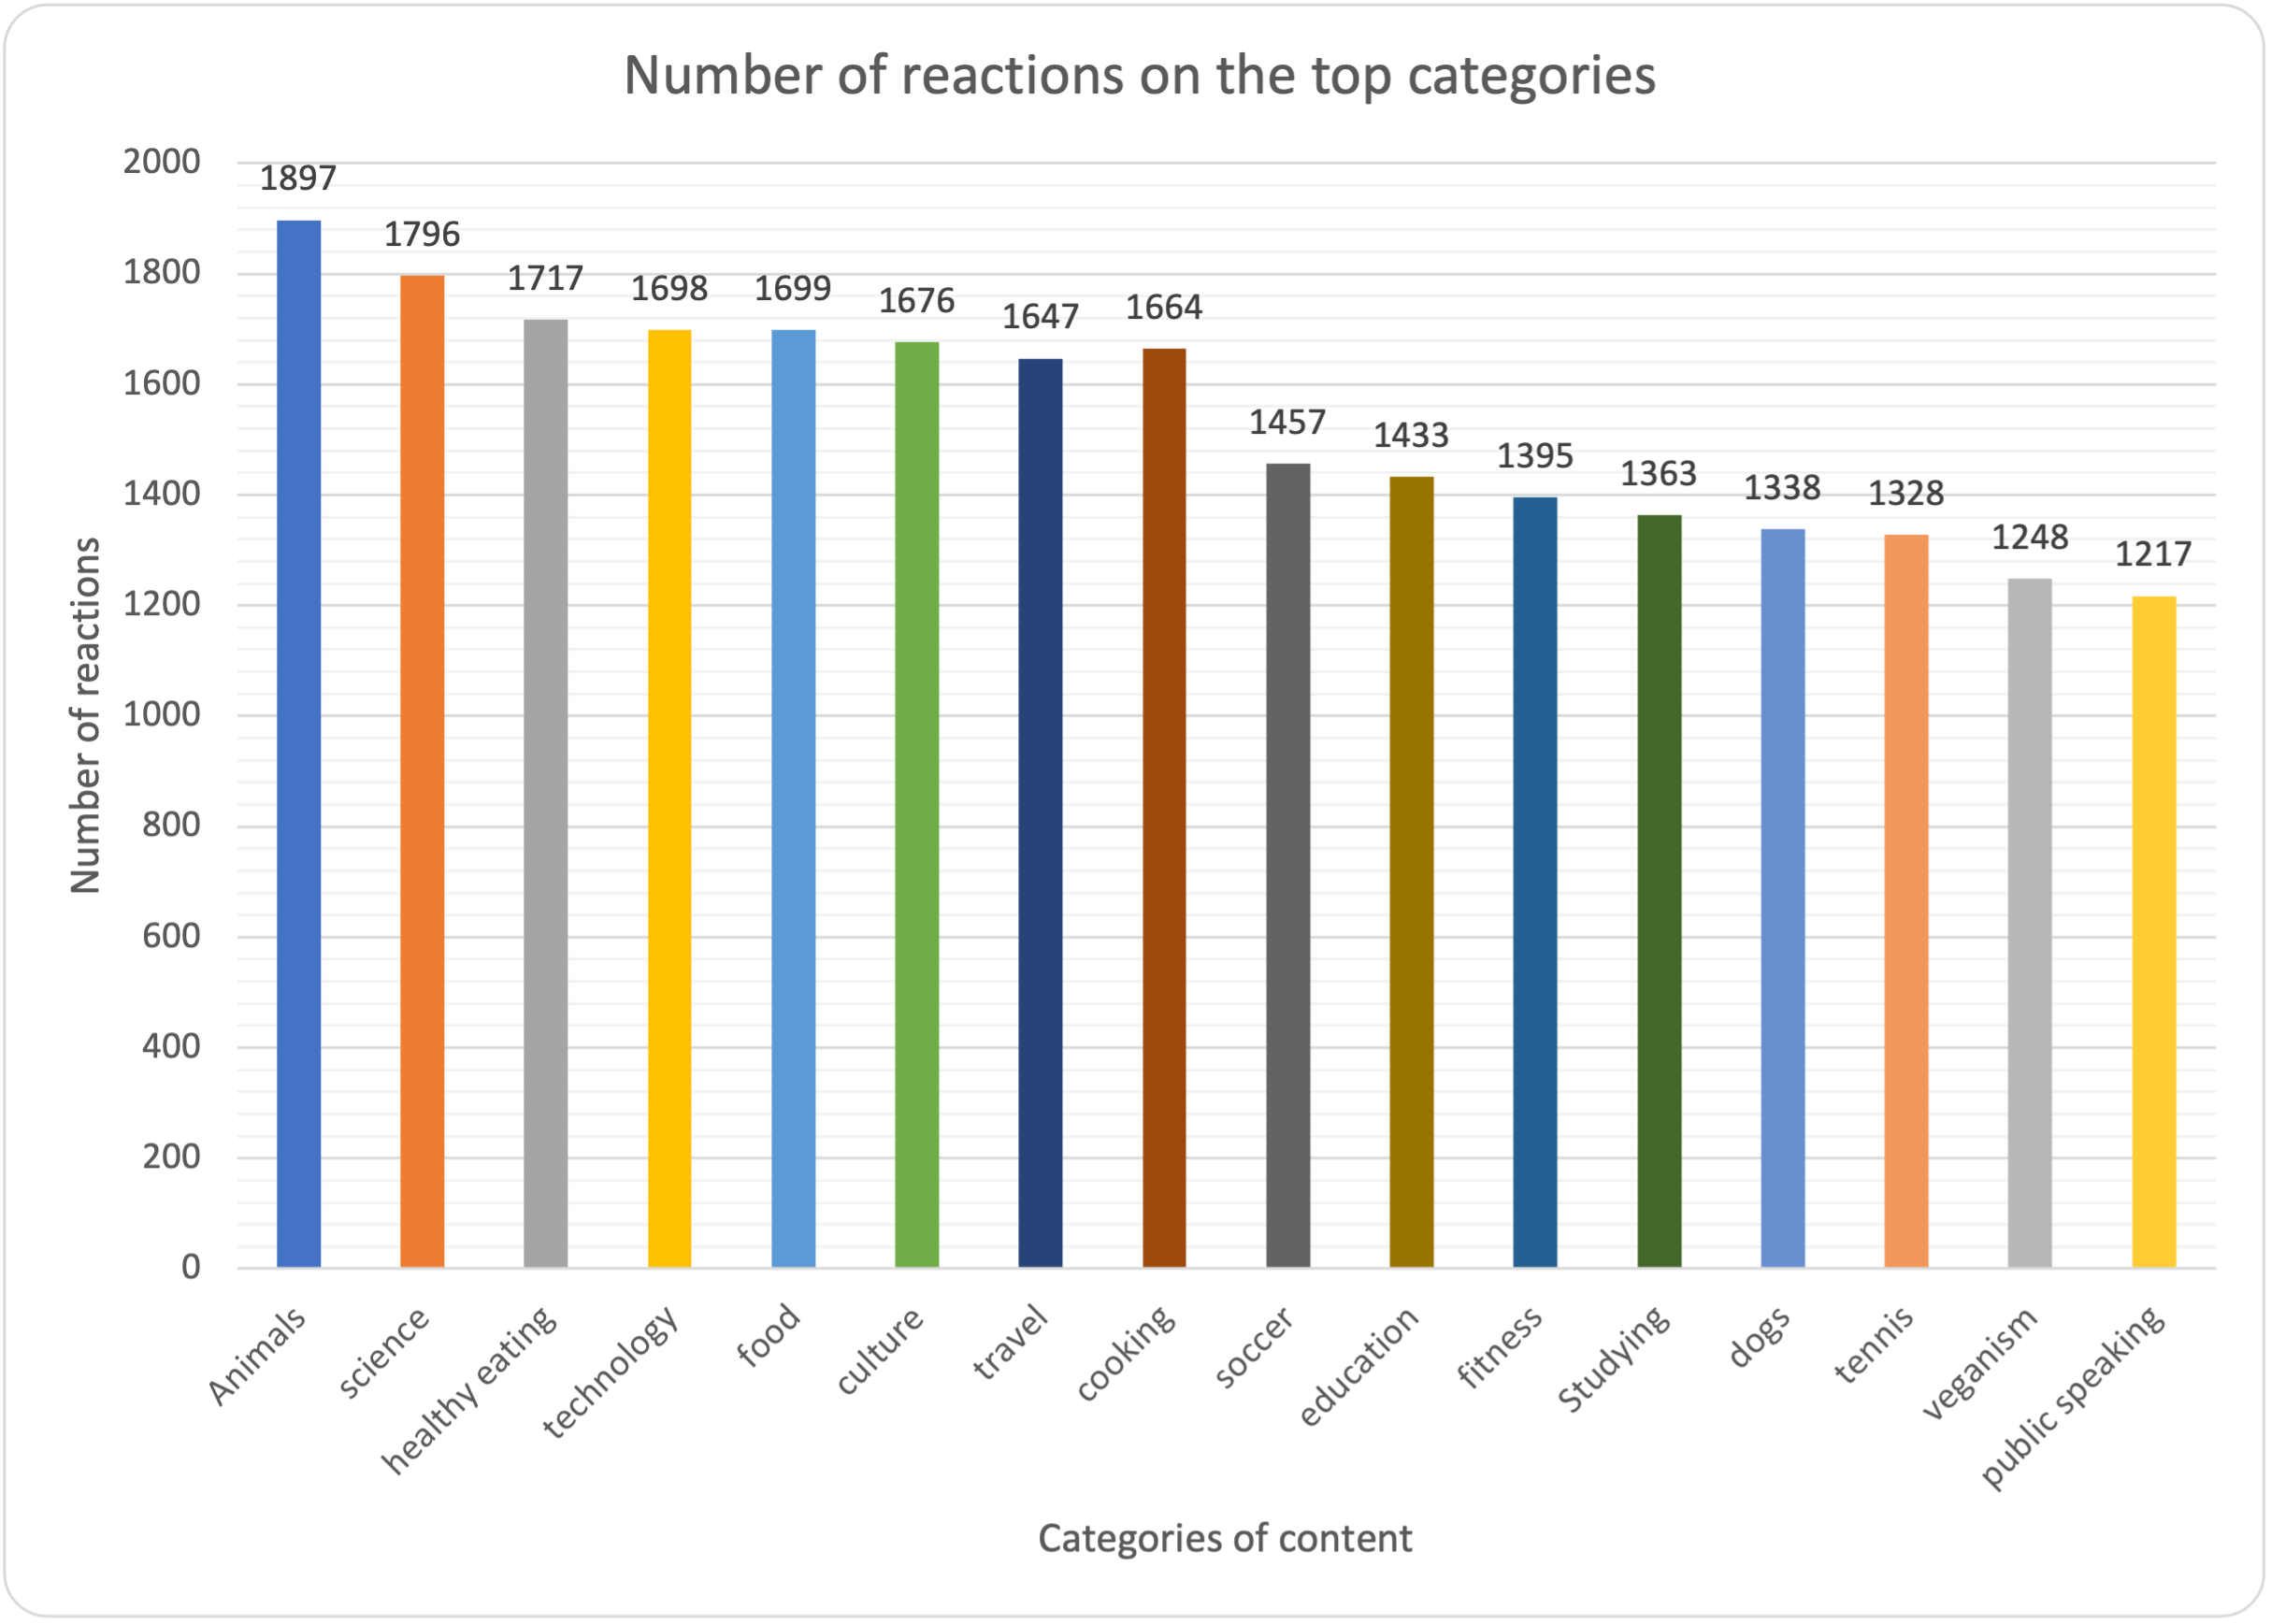 Number of reactions on the top categories
Number of reactions
2000
1800
1600
1400
1200
1000
800
600
400
200
0
1897
1796
1717
1698
1699
1676
1647
1664
1457
1433
1395
1363
1338
1328
1248
1217
Animals
science
healthy eating
technology
food
culture
travel
cooking
soccer
education
fitness
Studying
dogs
tennis
veganism
public speaking
Categories of content